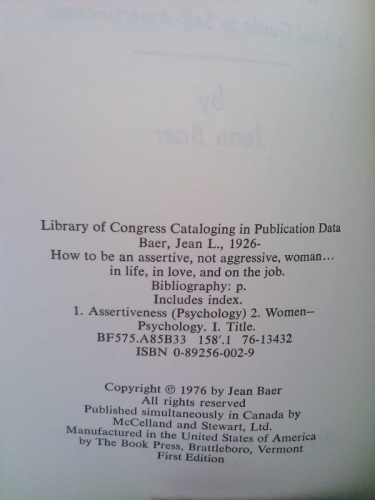 Library of Congress Cataloging in Publication Data
Baer, Jean L., 1926-
How to be an assertive, not aggressive, woman...
in life, in love, and on the job.
Bibliography: p.
Includes index.
1. Assertiveness (Psychology) 2. Women—
Psychology. I. Title.
BF575.A85B33 158'.1 76-13432
ISBN 0-89256-002-9
Copyright © 1976 by Jean Baer
All rights reserved
Published simultaneously in Canada by
McCelland and Stewart, Ltd.
Manufactured in the United States of America
by The Book Press, Brattleboro, Vermont
First Edition